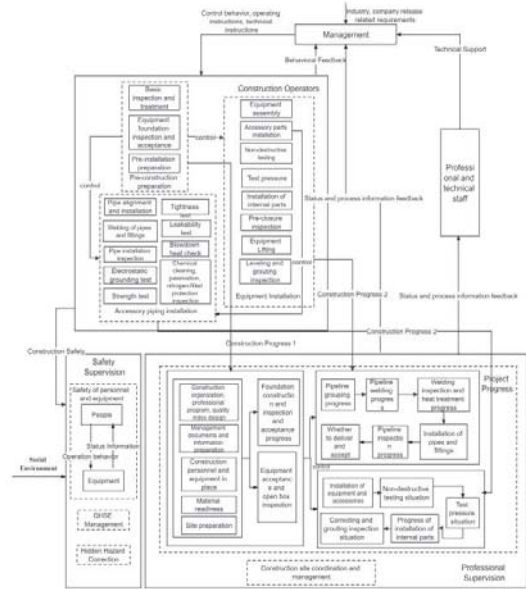 Industry, company release
related requirements
Control behavior, operating
instructions, technical
instructions
Management
Technical Support
Behavioural Feedback
Basic
inspection and
treatment
Equipment
foundation
inspection and
acceptance
Pre-installation
preparation
Pre-construction
preparation
control
control
Construction Operators
Equipment
assembly
Accessory parts
installation
Nondestructive
testing
Test pressure
Installation of
internal parts
Pre-closure
inspection
Equipment
Lifting
Leveling and
grouting inspection
Equipment Installation
control
Status and process information feedback
Professi
onal and
technical
staff
Pipe alignment
and installation
Welding of pipes
and fittings
Pipe installation
inspection
Electrostatic
grounding test
Strength test
Tightness
test
Leakability
test
Blowdown
heat check
Chemical
cleaning,
passivation,
nitrogen-filled
protection inspection
Accessory piping installation
Construction Progress 2
Status and process information feedback
Construction Progress 2
Construction Progress 1
Construction Safety
Safety
Supervision
Safety of personnel
and equipment
People
Status Information
Operation behavior
Equipment
Social
Environment
QHSE
Management
Hidden Hazard
Correction
Project
Progress
Construction
organization,
professional
program, quality
index design
Management
documents and
information
preparation
Construction
personnel and
equipment in
place
Material
readiness
Site preparation
Foundation
constructio
n and
inspection
and
acceptance
progress
Equipment
acceptanc
e and
open box
inspection
Pipeline
grouping
progress
Pipeline
welding
progres
s
Welding
inspection and
heat treatment
progress
Whether
to deliver
and
accept
Pipeline
inspectio
n
progress
Installation of
pipes and
fittings
control
Installation of
equipment and
accessories
Non-destructive
testing situation
Test
pressure
situation
Correcting and
grouting inspection
situation
Progress of
installation of
internal parts
Construction site coordination and
management
Professional Supervision